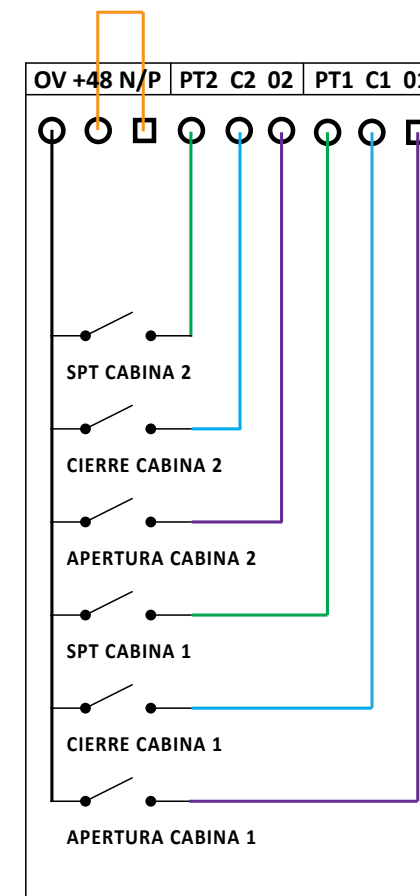 OV +48 N/P PT2 C2 02 PT1 C1 01
SPT CABINA 2
CIERRE CABINA 2
APERTURA CABINA 2
SPT CABINA 1
CIERRE CABINA 1
APERTURA CABINA 1